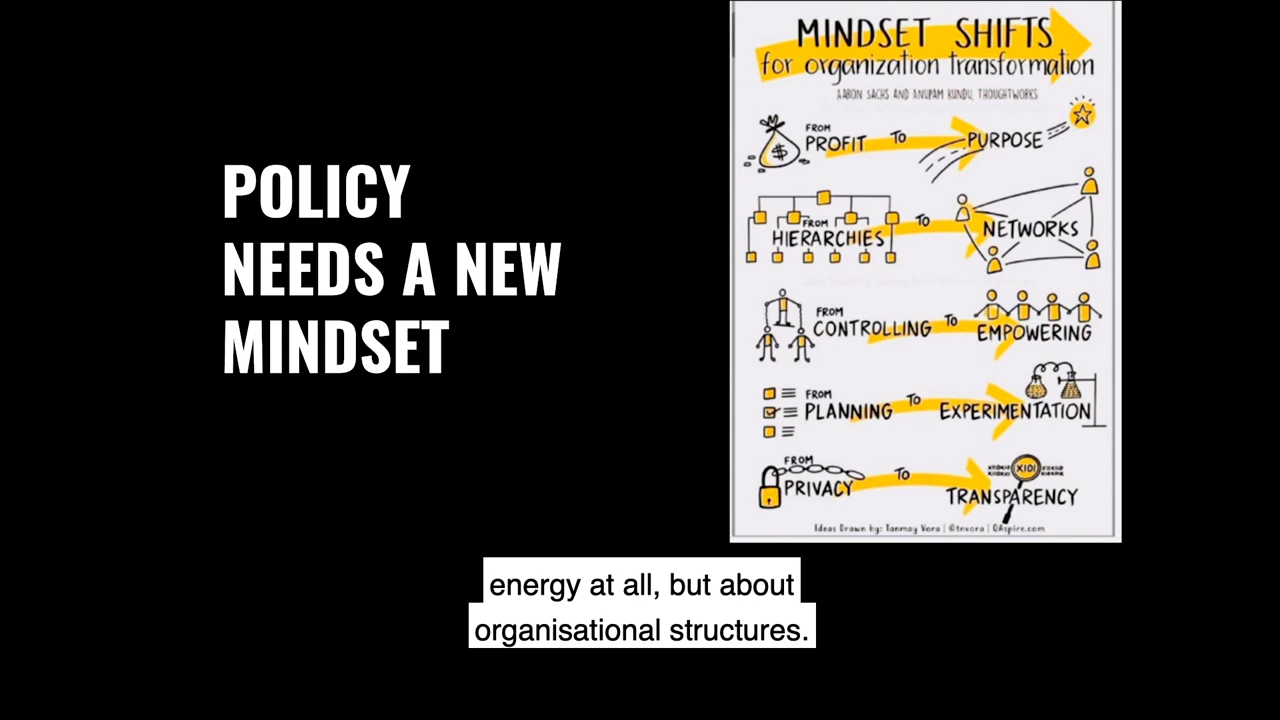 POLICY
NEEDS A NEW
MINDSET
MINDSET SHIFTS
for organization transformation
AARON SACHS AND ANUPAM KUNDU, THOUGHTWORKS
FROM
PROFIT TO PURPOSE
FROM
HIERARCHIES TO NETWORKS
FROM
CONTROLLING TO EMPOWERING
FROM
PLANNING TO EXPERIMENTATION
FROM
PRIVACY TO TRANSPARENCY
X101
Ideas Drawn by: Tanmay Vora | @tnvora | QAspire.com
energy at all, but about
organisational structures.